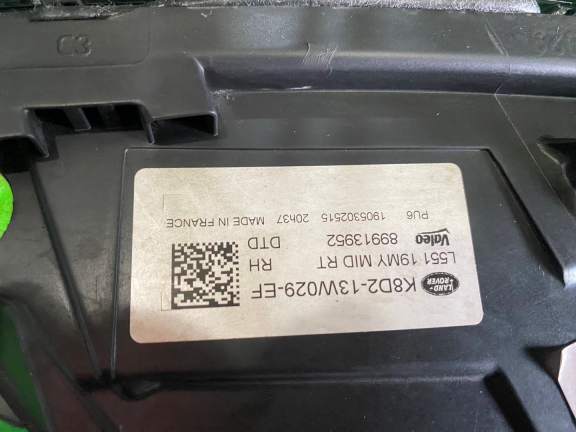 C3
LAND-
ROVER
K8D2-13W029-EF
L551 19MY MID RT RH
Valeo 89913952 DTD
PU6 1905302515 20h37 MADE IN FRANCE